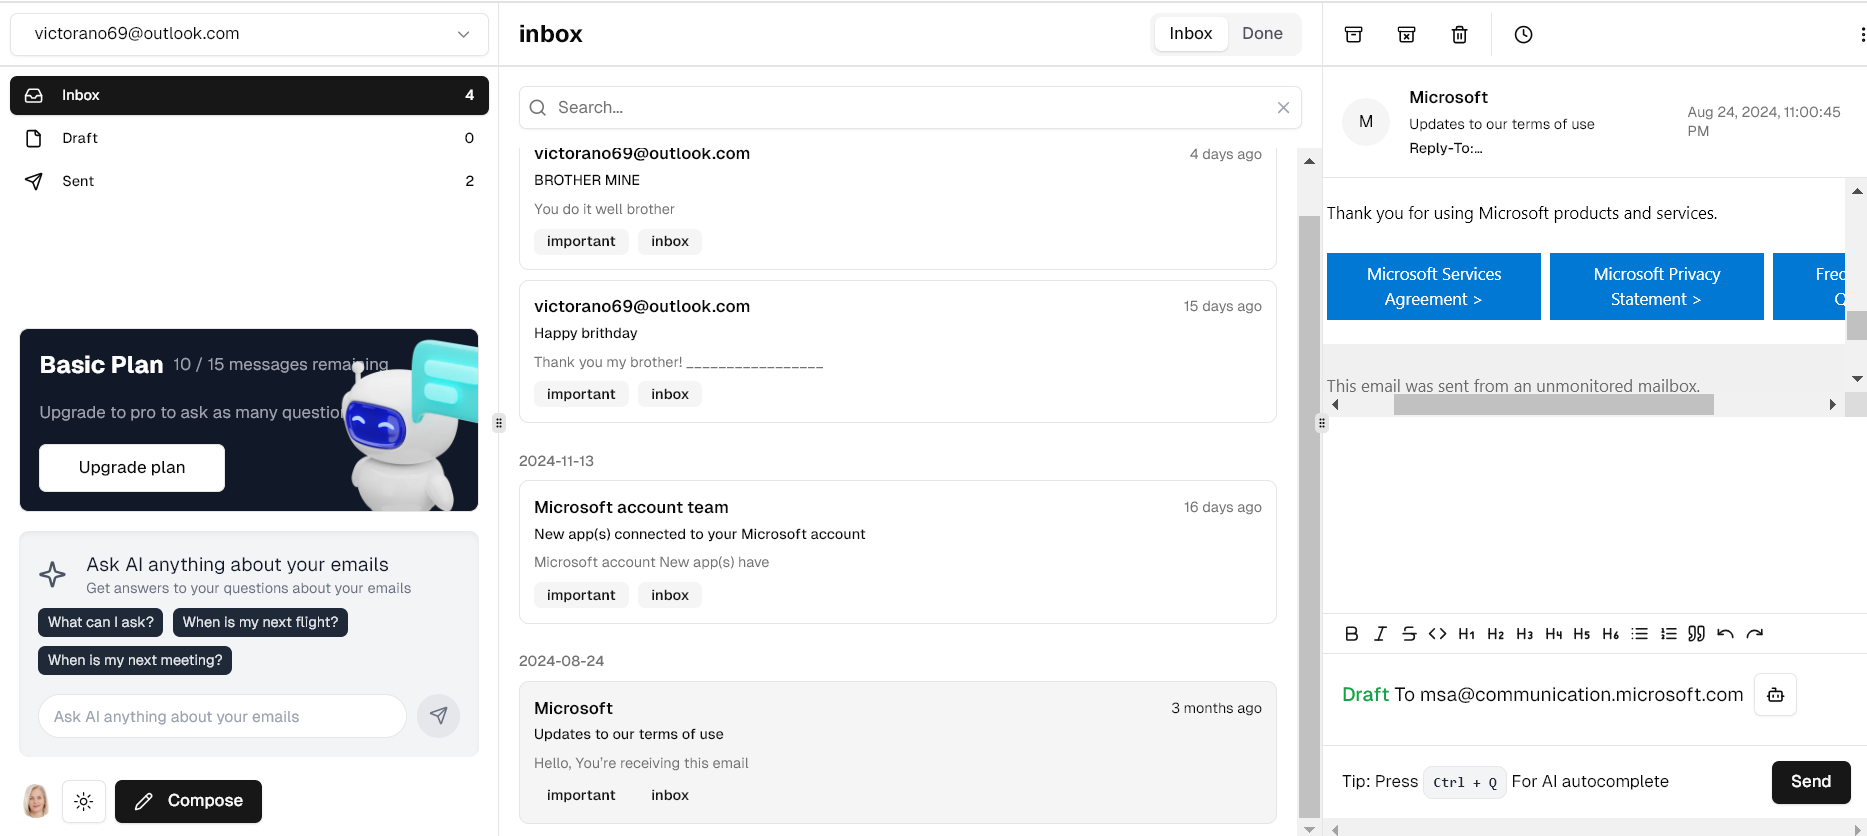 victorano69@outlook.com
Inbox 4
Draft 0
Sent 2
Basic Plan 10 / 15 messages remaining
Upgrade to pro to ask as many
Upgrade plan
Ask AI anything about your emails
Get answers to your questions about your emails
What can I ask? When is my next flight?
When is my next meeting?
Ask AI anything about your emails
Compose
inbox
Inbox Done
Search...
victorano69@outlook.com 4 days ago
BROTHER MINE
You do it well brother
important inbox
victorano69@outlook.com 15 days ago
Happy brithday
Thank you my brother! _________________
important inbox
2024-11-13
Microsoft account team 16 days ago
New app(s) connected to your Microsoft account
Microsoft account New app(s) have
important inbox
2024-08-24
Microsoft 3 months ago
Updates to our terms of use
Hello, You're receiving this email
important inbox
M
Microsoft
Updates to our terms of use
Reply-To:...
Aug 24, 2024, 11:00:45
PM
Thank you for using Microsoft products and services.
Microsoft Services
Agreement >
Microsoft Privacy
Statement >
This email was sent from an unmonitored mailbox.
B I S <> H1 H2 H3 H4 H5 H6
Draft To msa@communication.microsoft.com
Tip: Press Ctrl + Q For AI autocomplete
Send